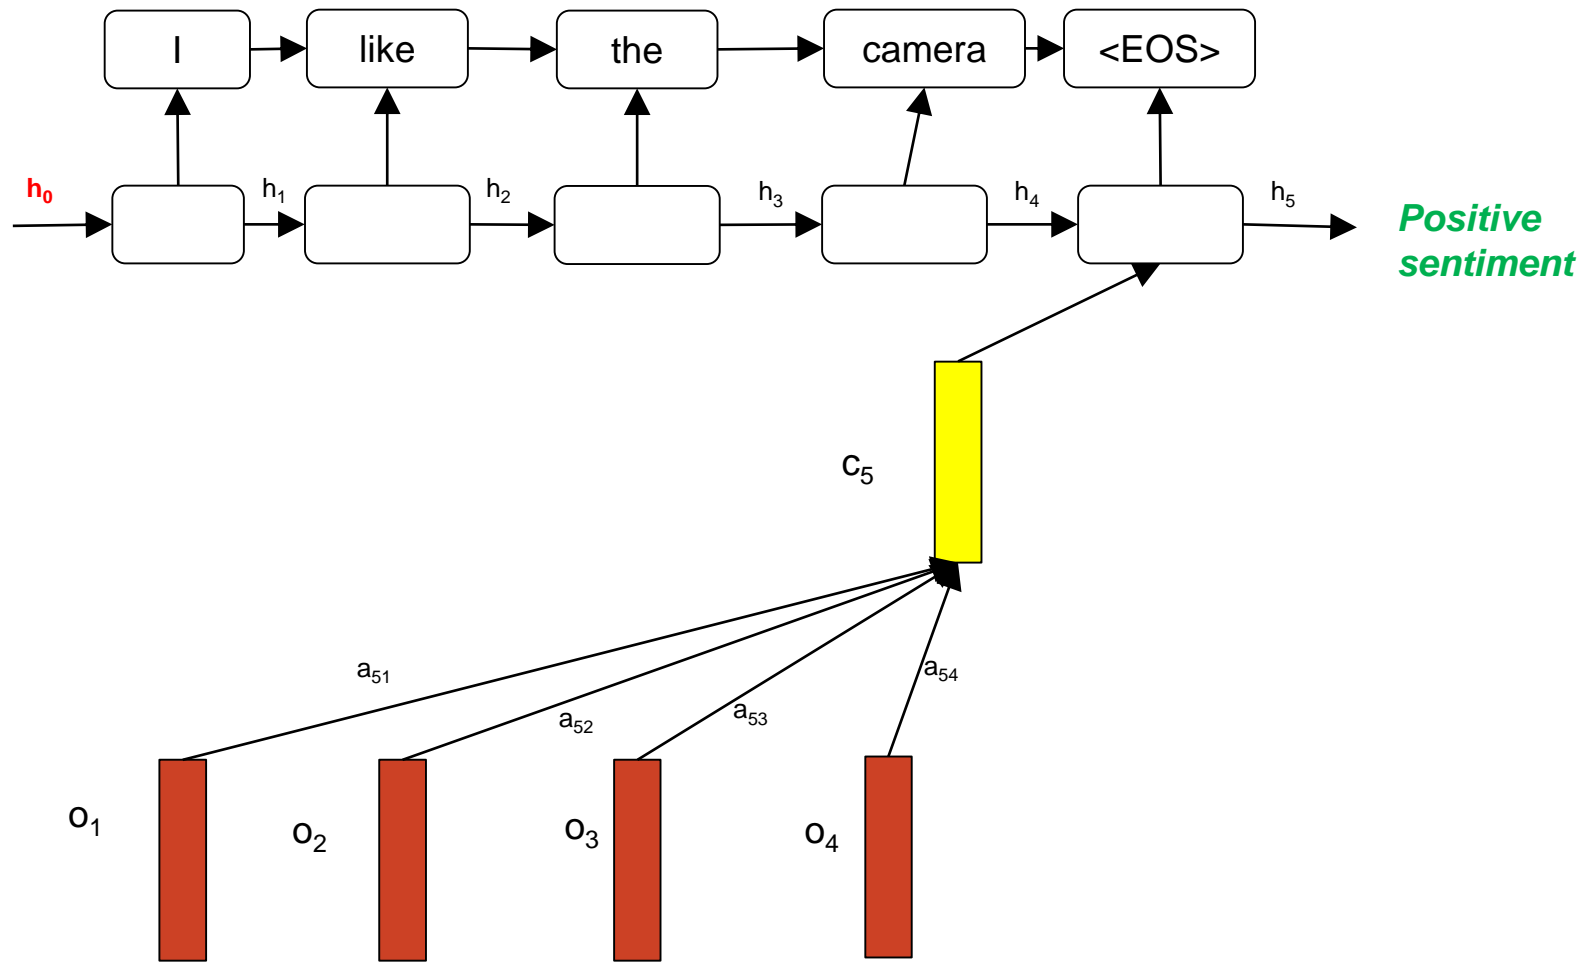 I like the camera <EOS>
h0 h1 h2 h3 h4 h5
Positive
sentiment
c5
a51 a52 a53 a54
o1 o2 o3 o4